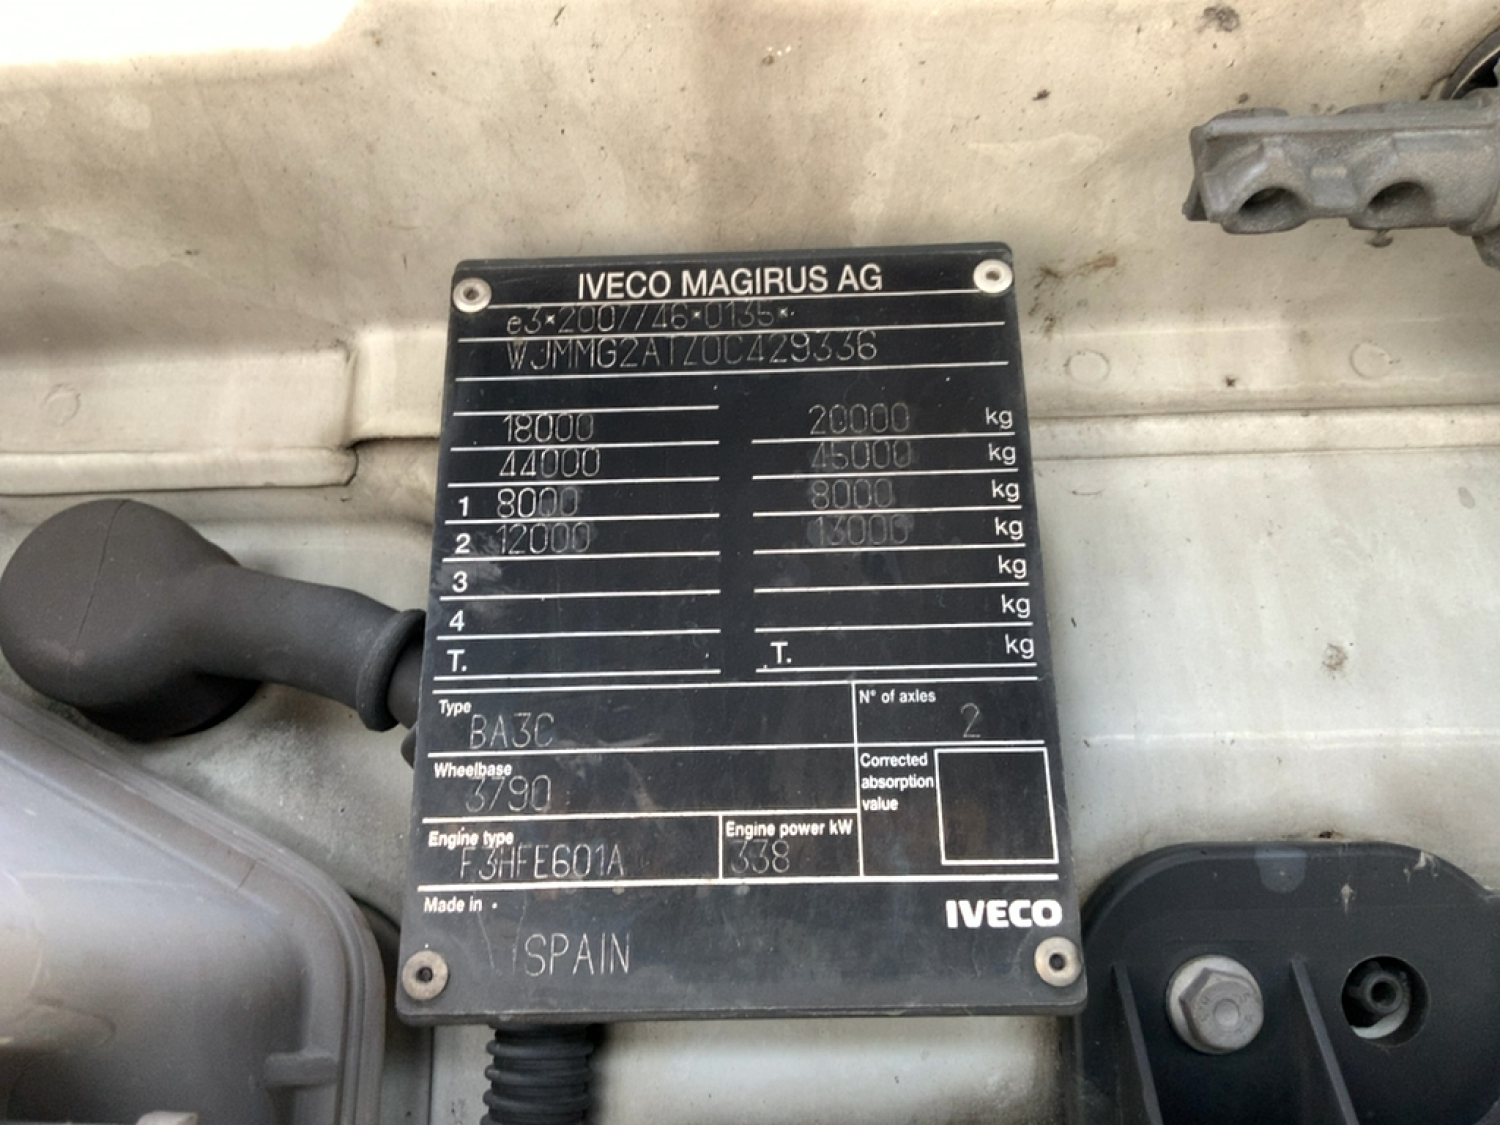 IVECO MAGIRUS AG
e3*2007/46*0135*
WJMMG2ATZ0C429336
18000 20000 kg
44000 45000 kg
1 8000 8000 kg
2 12000 13000 kg
3 kg
4 kg
T. T. kg
Type BA3C N° of axles 2
Wheelbase 3790 Corrected absorption value
Engine type F3HFE601A Engine power kW 338
Made in SPAIN IVECO